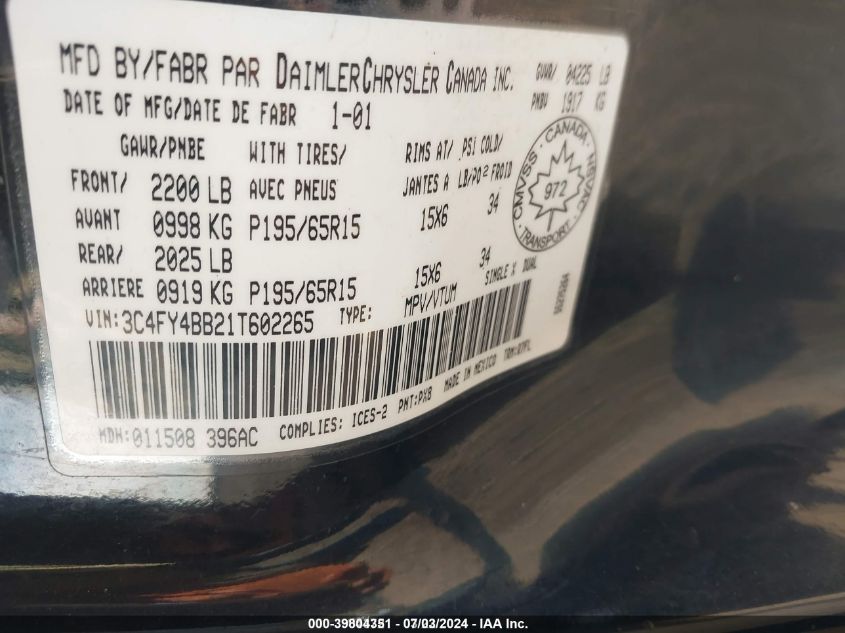 MFD BY/FABR PAR DAIMLERCHRYSLER CANADA INC.
GVWR/ 04225 LB
PNBV 1917 KG
DATE OF MFG/DATE DE FABR 1-01
GAWR/PNBE WITH TIRES/ RIMS AT/ PSI COLD/
FRONT/ 2200 LB AVEC PNEUS JANTES A LB/PO² FROID
AVANT 0998 KG P195/65R15 15X6 34
REAR/ 2025 LB
ARRIERE 0919 KG P195/65R15 15X6 34
SINGLE X DUAL
VIN: 3C4FY4BB21T602265 TYPE: MPV/VTUM
CMVSS · CANADA
972
TRANSPORT
MDH: 011508 396AC COMPLIES: ICES-2 PNT: PX8 MADE IN MEXICO
000-39804351 - 07/03/2024 - IAA Inc.